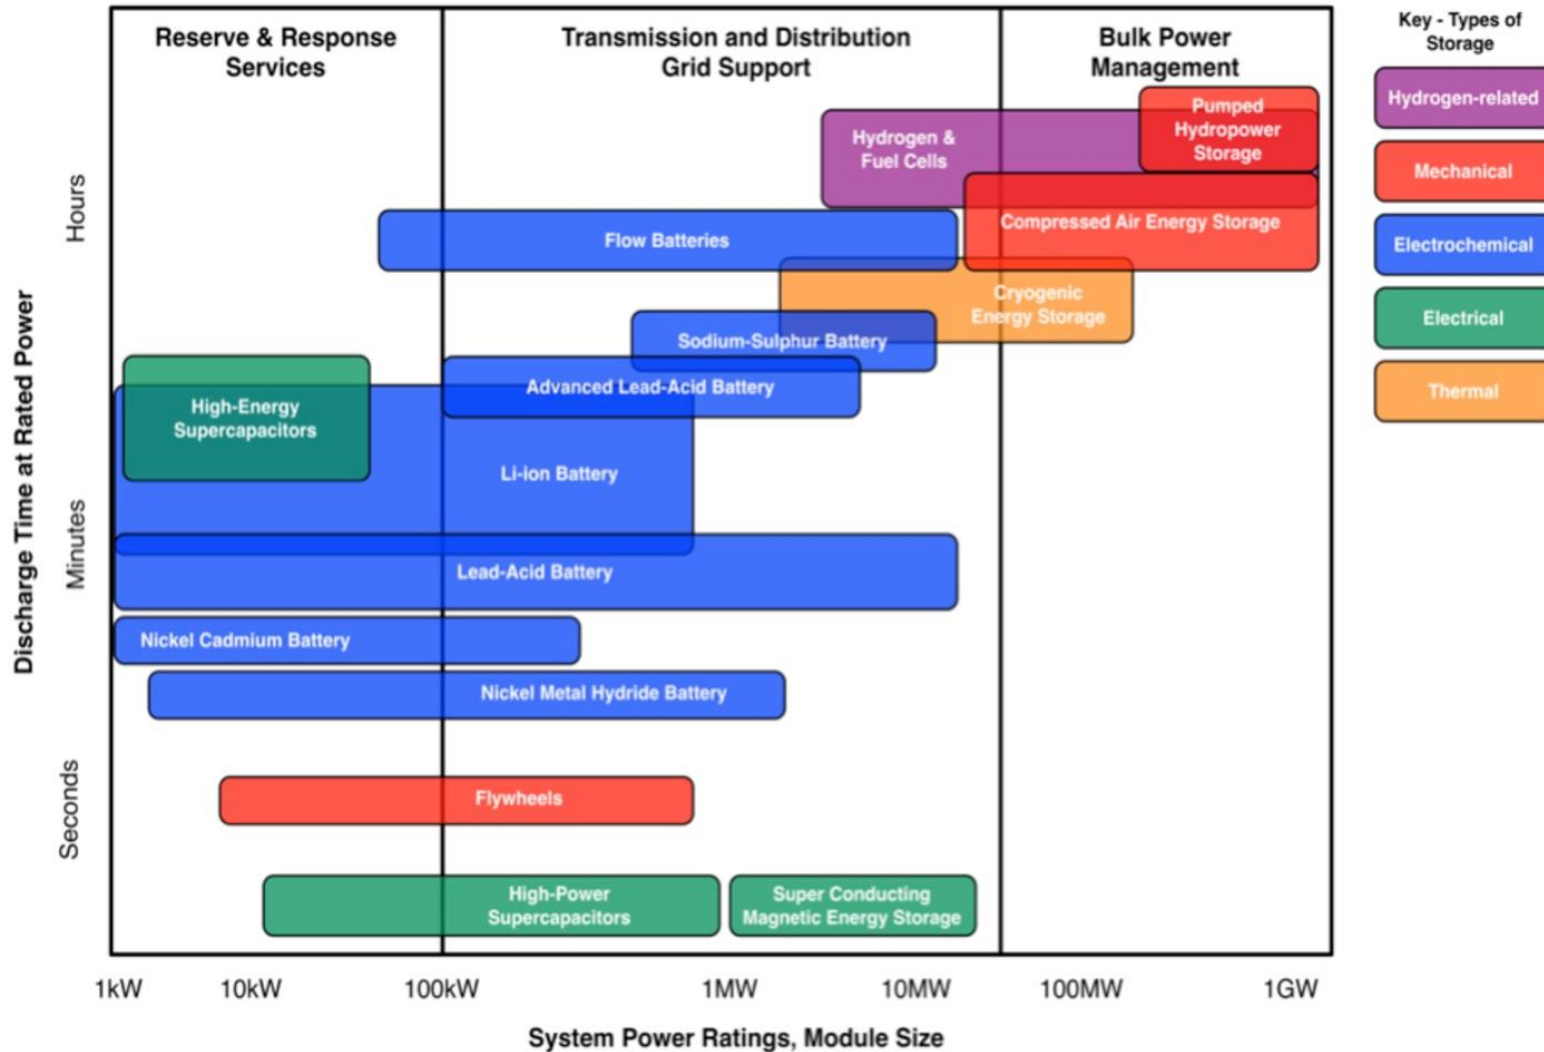 Reserve & Response
Services
Transmission and Distribution
Grid Support
Bulk Power
Management
Key - Types of
Storage
Hydrogen-related
Mechanical
Electrochemical
Electrical
Thermal
Discharge Time at Rated Power
Hours
Minutes
Seconds
Pumped
Hydropower
Storage
Hydrogen &
Fuel Cells
Compressed Air Energy Storage
Flow Batteries
Cryogenic
Energy Storage
Sodium-Sulphur Battery
Advanced Lead-Acid Battery
High-Energy
Supercapacitors
Li-ion Battery
Lead-Acid Battery
Nickel Cadmium Battery
Nickel Metal Hydride Battery
Flywheels
High-Power
Supercapacitors
Super Conducting
Magnetic Energy Storage
1kW 10kW 100kW 1MW 10MW 100MW 1GW
System Power Ratings, Module Size